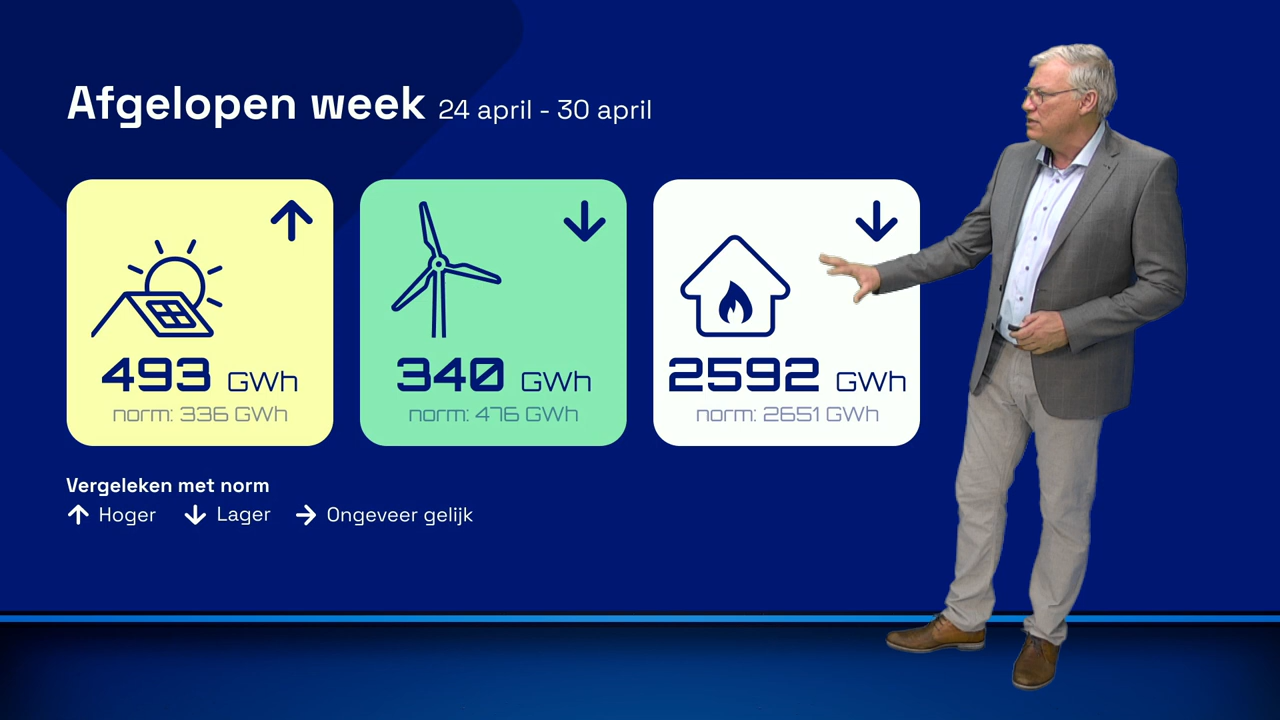 Afgelopen week 24 april - 30 april
493 GWh
norm: 336 GWh
340 GWh
norm: 476 GWh
2592 GWh
norm: 2651 GWh
Vergeleken met norm
Hoger Lager Ongeveer gelijk